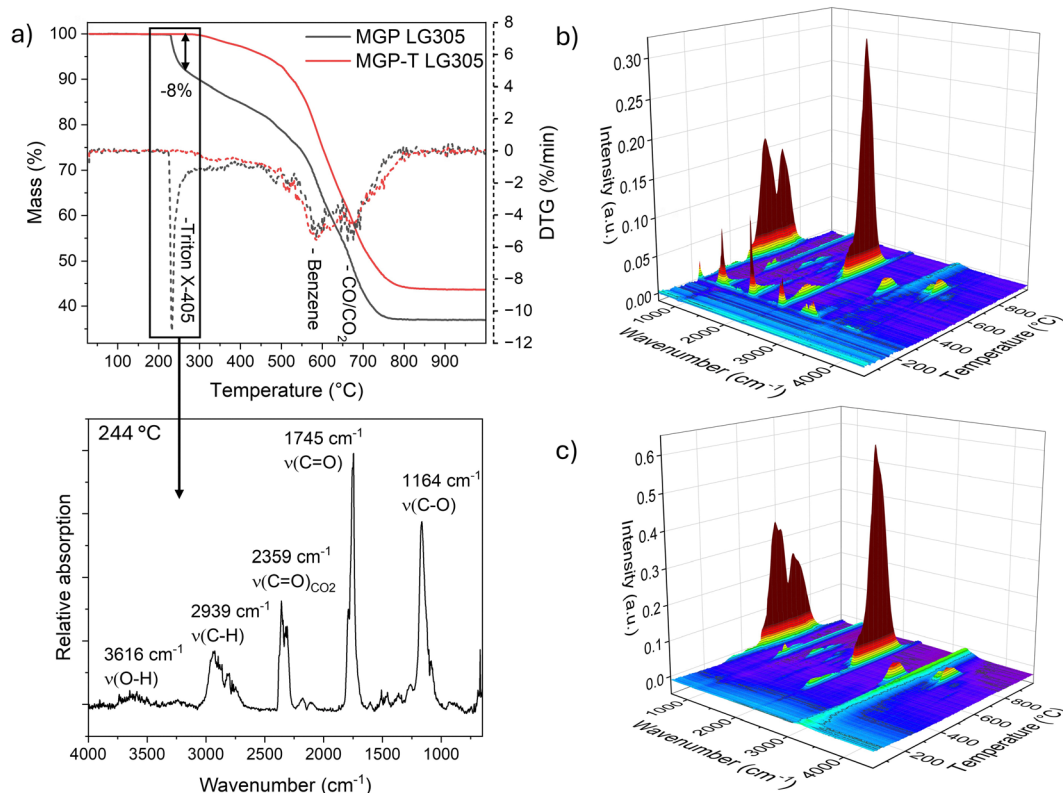 a)
MGP LG305
MGP-T LG305
-8%
-Triton X-405
- Benzene
- CO/CO₂
Mass (%)
100
90
80
70
60
50
40
DTG (%/min)
8
6
4
2
0
-2
-4
-6
-8
-10
-12
100 200 300 400 500 600 700 800 900
Temperature (°C)
244 °C
1745 cm⁻¹
ν(C=O)
1164 cm⁻¹
ν(C-O)
2359 cm⁻¹
ν(C=O)CO2
2939 cm⁻¹
ν(C-H)
3616 cm⁻¹
ν(O-H)
Relative absorption
4000 3500 3000 2500 2000 1500 1000
Wavenumber (cm⁻¹)
b)
Intensity (a.u.)
0.30
0.25
0.20
0.15
0.10
0.05
0.00
1000 2000 3000 4000
Wavenumber (cm⁻¹)
200 400 600 800
Temperature (°C)
c)
Intensity (a.u.)
0.6
0.5
0.4
0.3
0.2
0.1
0.0
1000 2000 3000 4000
Wavenumber (cm⁻¹)
200 400 600 800
Temperature (°C)